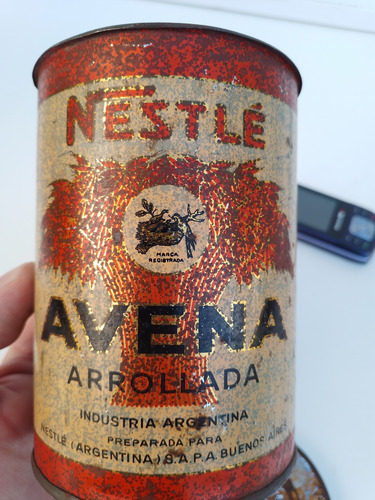 NESTLÉ
MARCA
REGISTRADA
AVENA
ARROLLADA
INDUSTRIA ARGENTINA
PREPARADA PARA
NESTLÉ (ARGENTINA) S.A.P.A. BUENOS AIRES